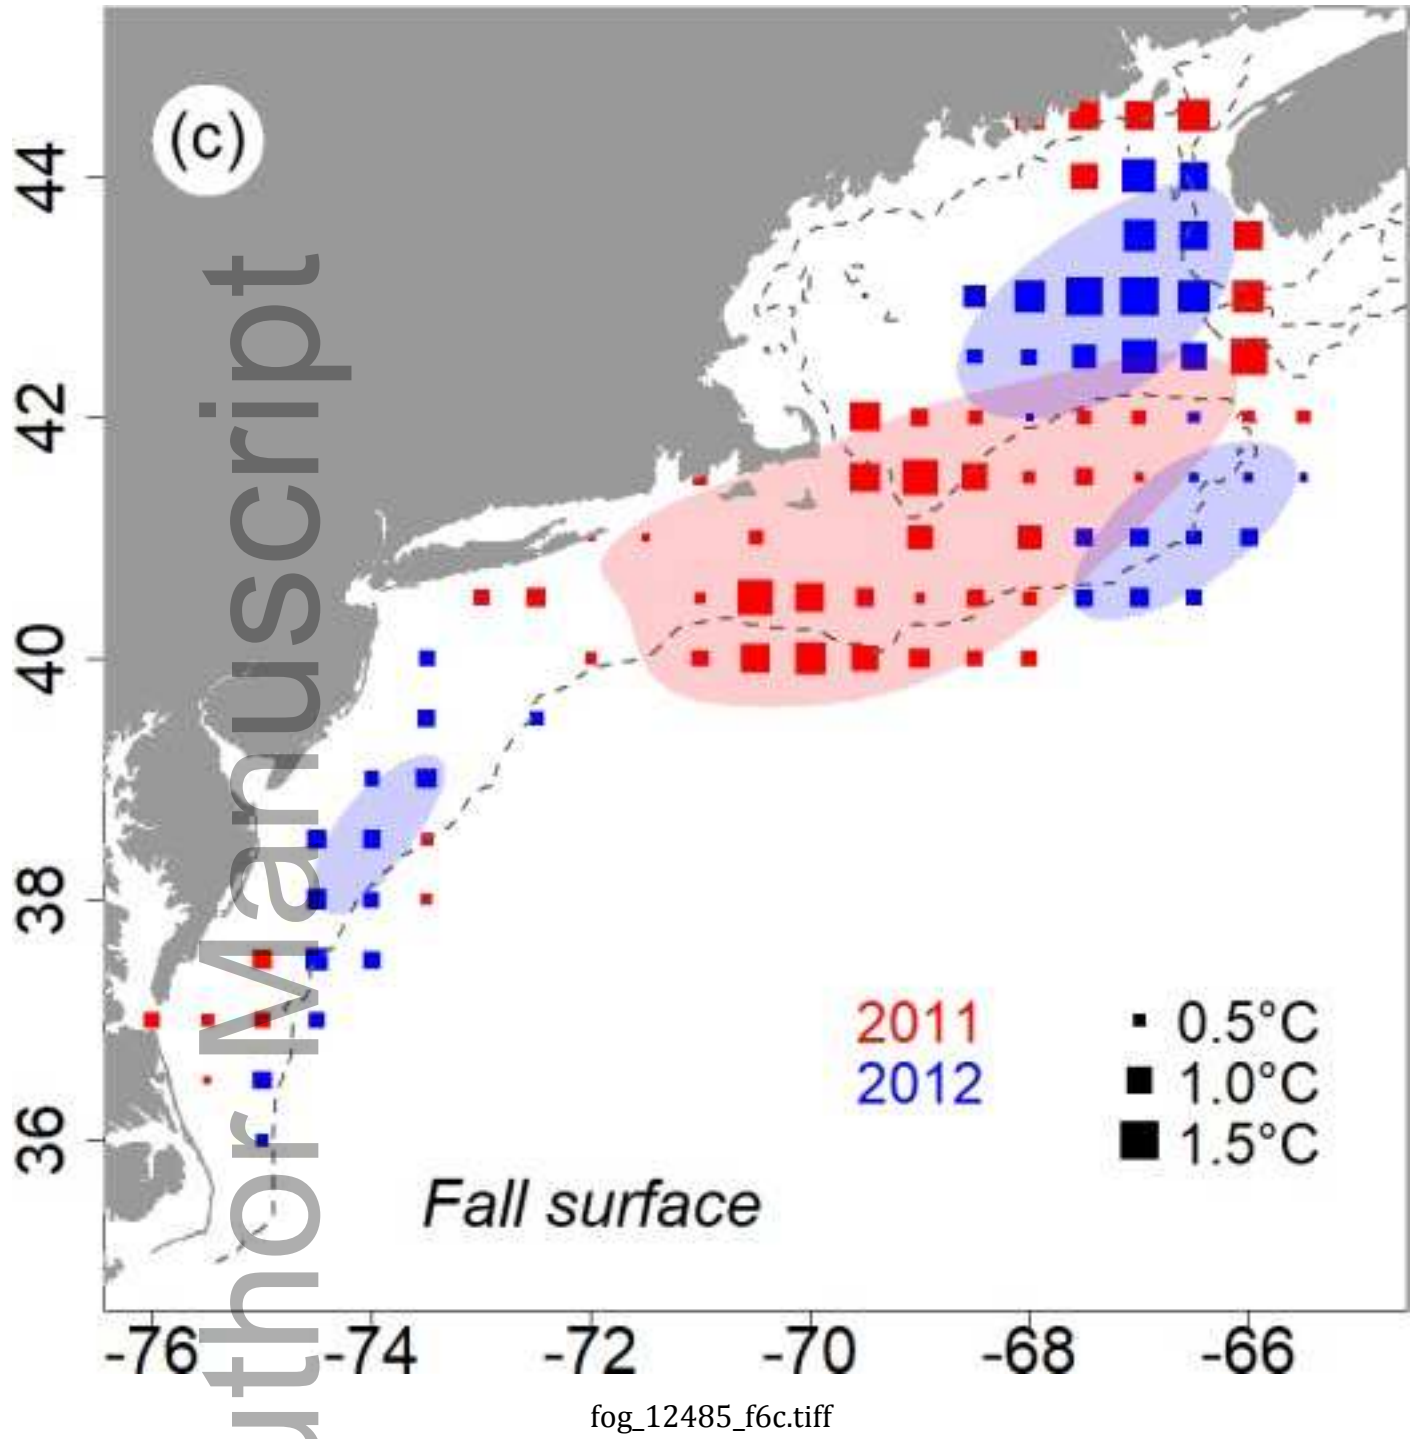 (c)
44
42
40
38
36
uthor Manuscript
2011
2012
0.5°C
1.0°C
1.5°C
Fall surface
-76 -74 -72 -70 -68 -66
fog_12485_f6c.tiff